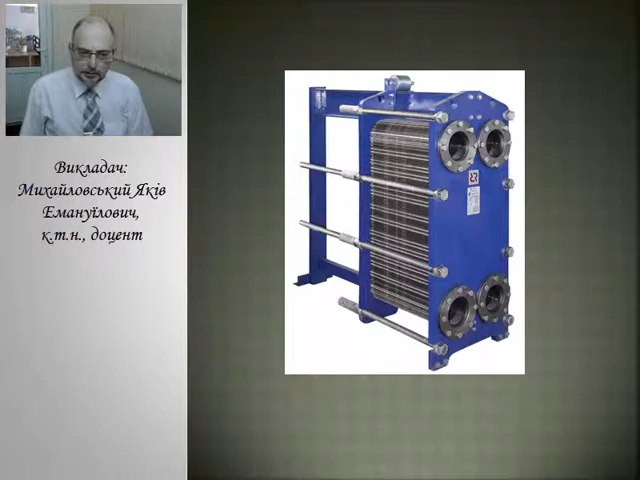 Викладач:
Михайловський Яків
Емануїлович,
к.т.н., доцент